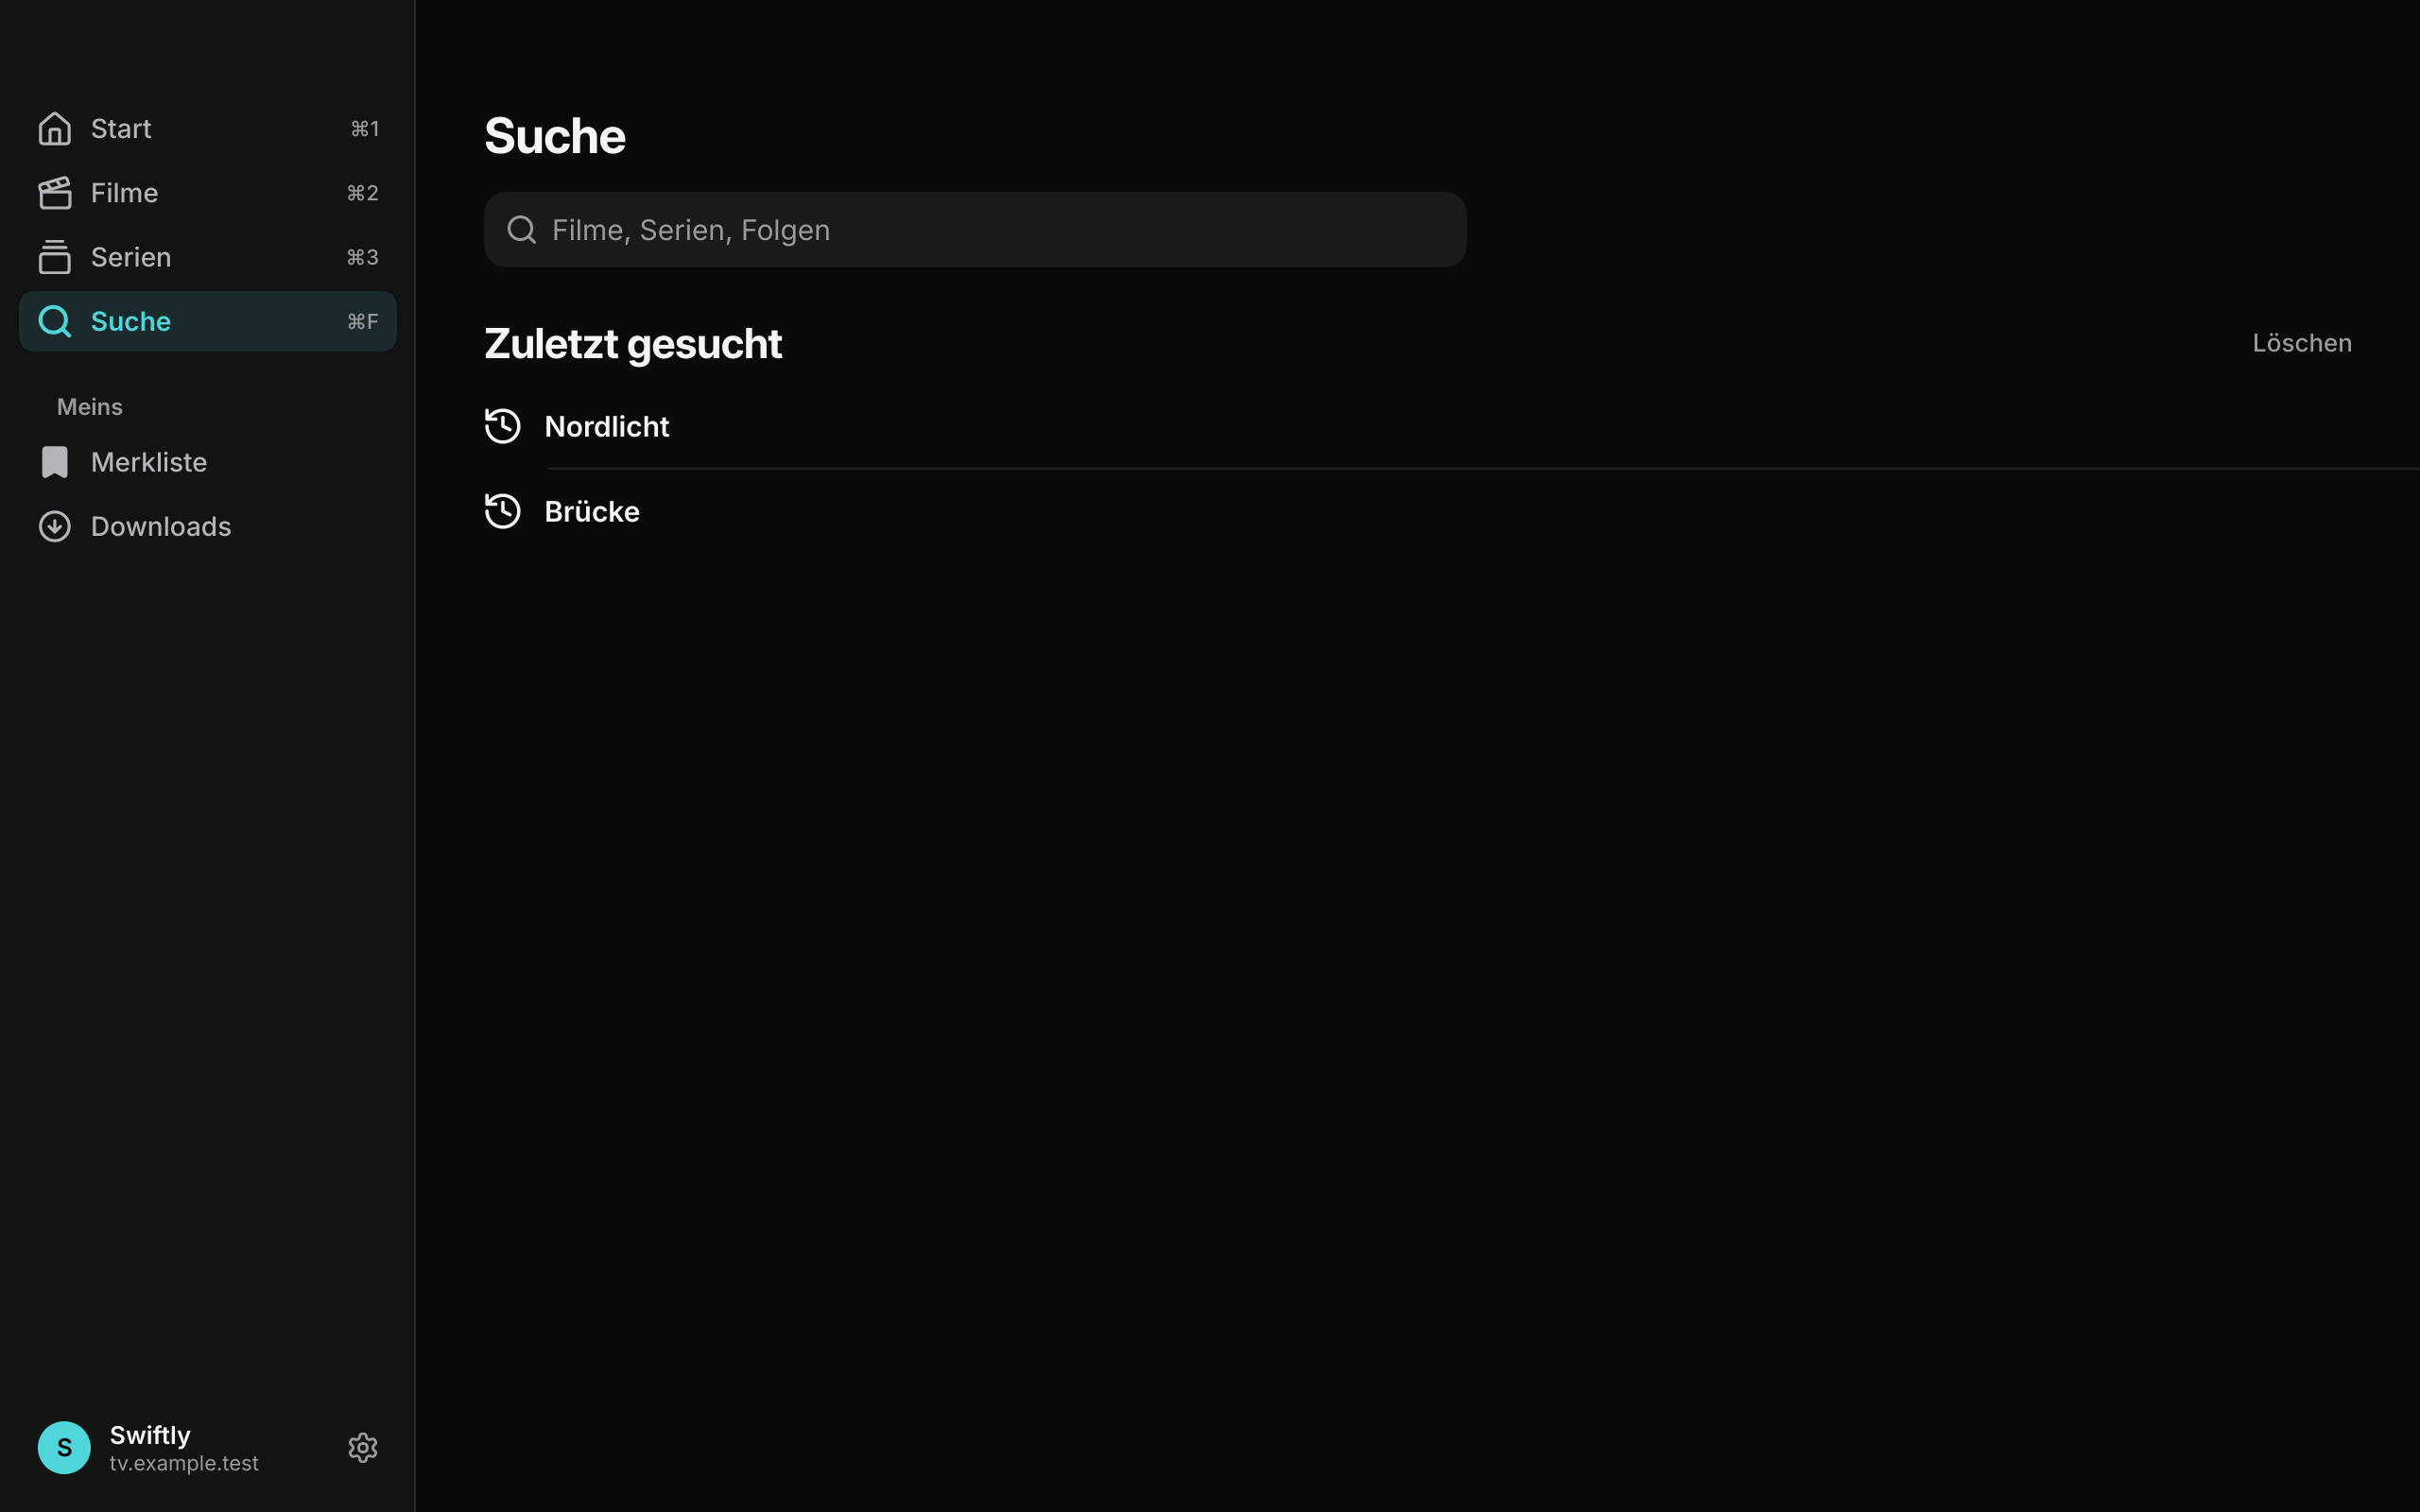 Start ⌘1
Filme ⌘2
Serien ⌘3
Suche ⌘F
Meins
Merkliste
Downloads
S
Swiftly
tv.example.test
Suche
Filme, Serien, Folgen
Zuletzt gesucht Löschen
Nordlicht
Brücke